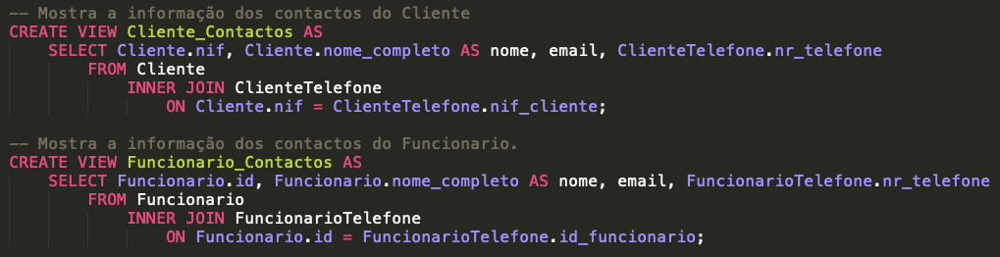 -- Mostra a informação dos contactos do Cliente
CREATE VIEW Cliente_Contactos AS
SELECT Cliente.nif, Cliente.nome_completo AS nome, email, ClienteTelefone.nr_telefone
FROM Cliente
INNER JOIN ClienteTelefone
ON Cliente.nif = ClienteTelefone.nif_cliente;
-- Mostra a informação dos contactos do Funcionario.
CREATE VIEW Funcionario_Contactos AS
SELECT Funcionario.id, Funcionario.nome_completo AS nome, email, FuncionarioTelefone.nr_telefone
FROM Funcionario
INNER JOIN FuncionarioTelefone
ON Funcionario.id = FuncionarioTelefone.id_funcionario;